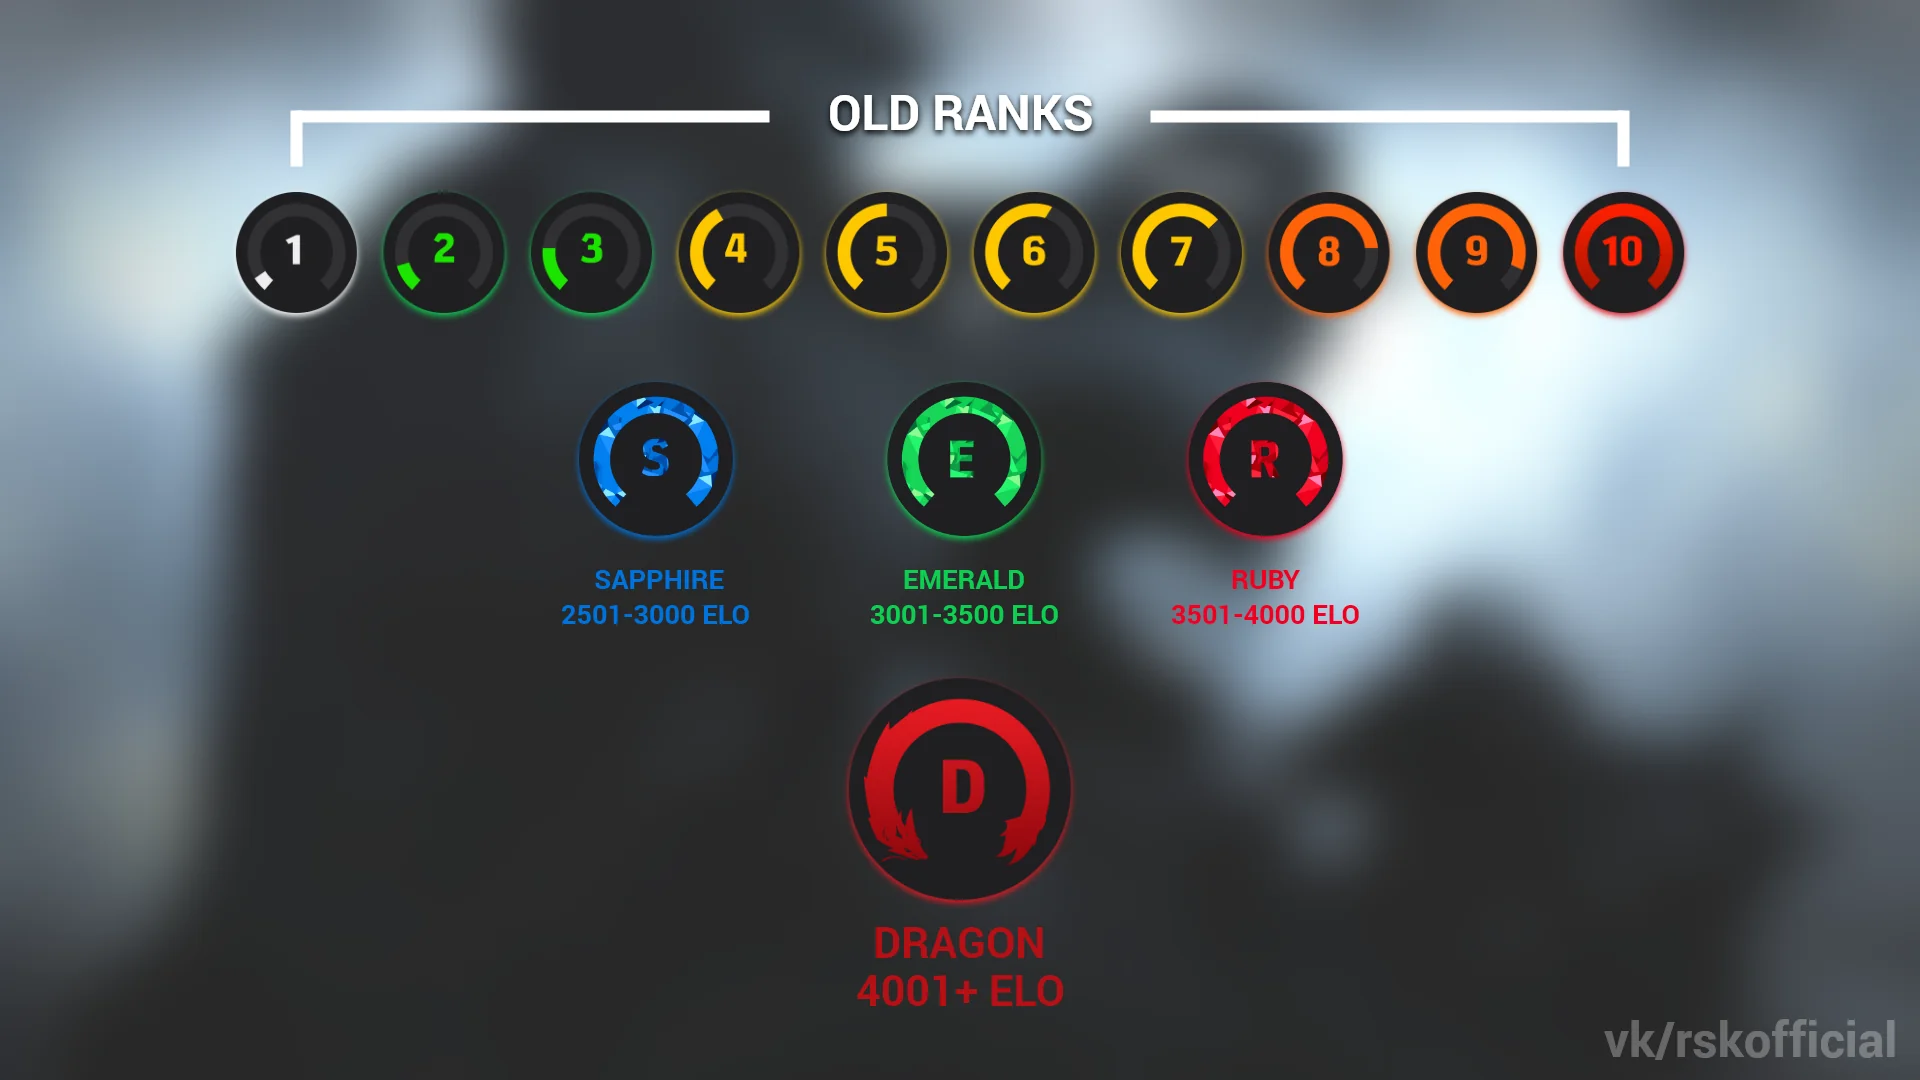 OLD RANKS
1 2 3 4 5 6 7 8 9 10
S E R
SAPPHIRE EMERALD RUBY
2501-3000 ELO 3001-3500 ELO 3501-4000 ELO
D
DRAGON
4001+ ELO
vk/rskofficial